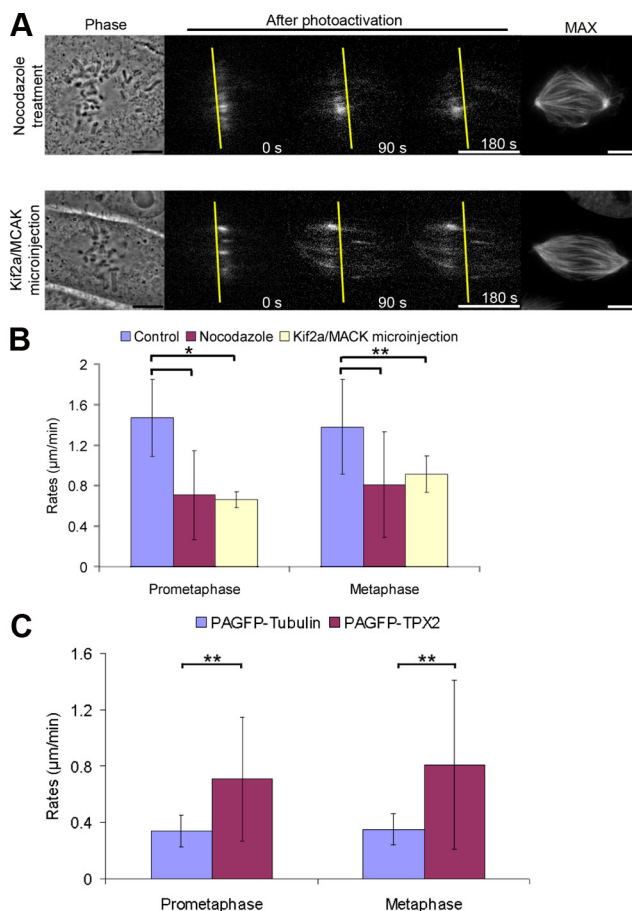 A
Phase
After photoactivation
MAX
Nocodazole
treatment
0 s
90 s
180 s
Kif2a/MCAK
microinjection
0 s
90 s
180 s
B
Control
Nocodazole
Kif2a/MACK microinjection
Rates (µm/min)
2
1.6
1.2
0.8
0.4
0
*
**
Prometaphase
Metaphase
C
PAGFP-Tubulin
PAGFP-TPX2
Rates (µm/min)
1.6
1.2
0.8
0.4
0
**
**
Prometaphase
Metaphase